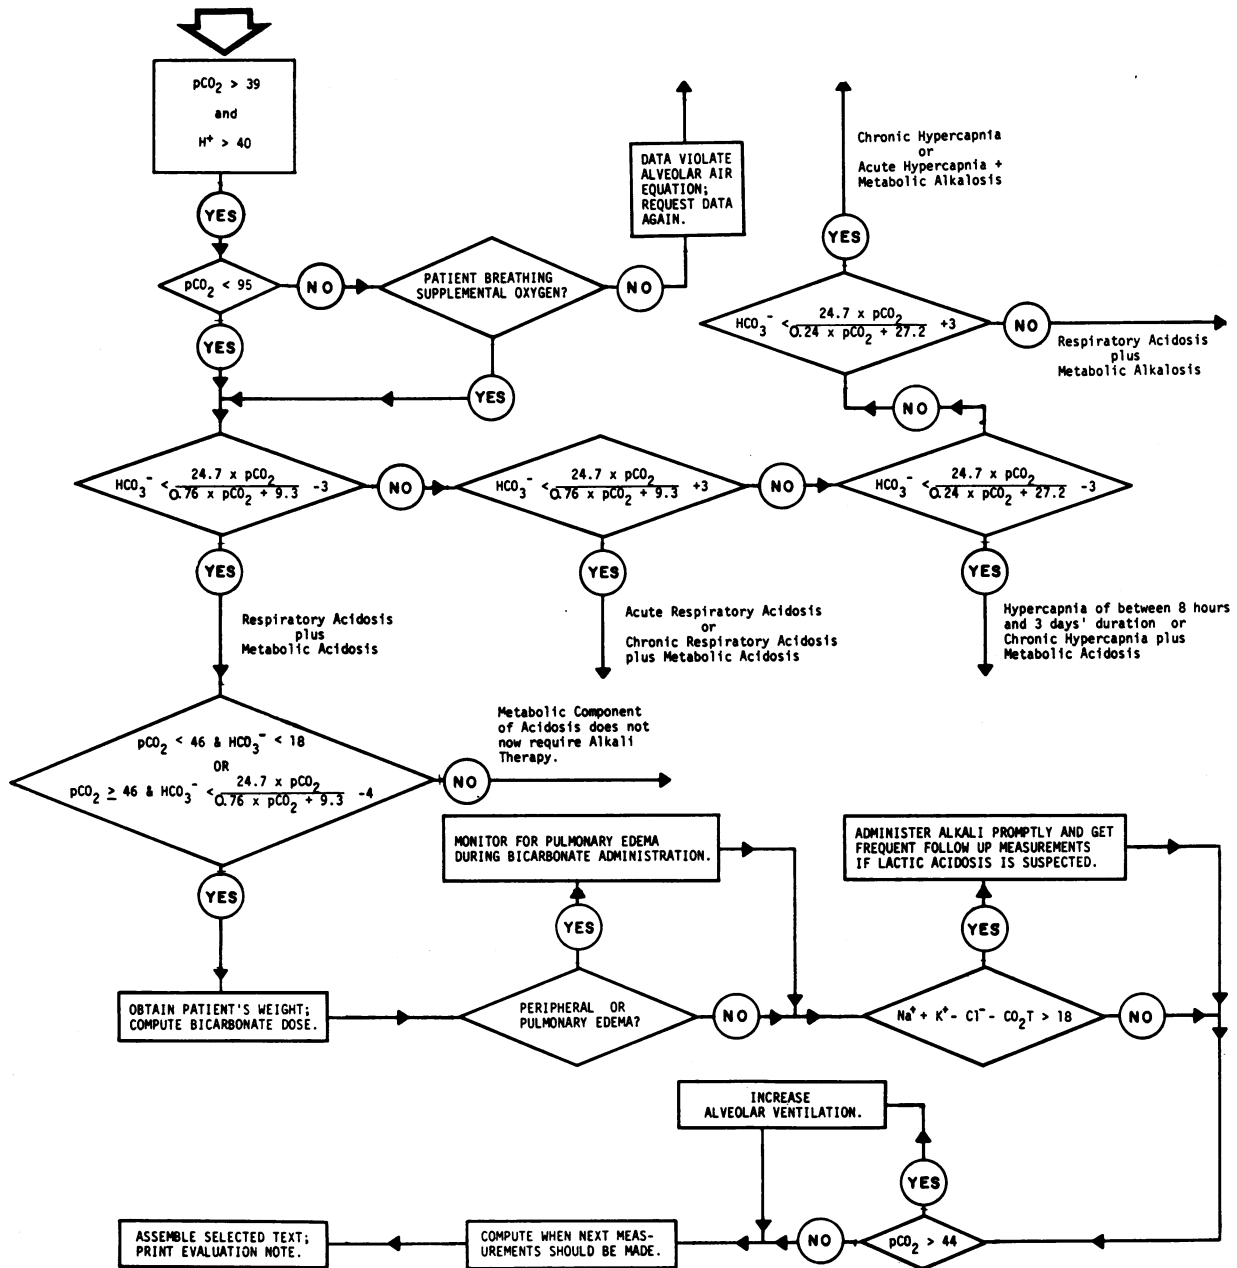 pCO₂ > 39
and
H⁺ > 40
YES
pCO₂ < 95
NO
PATIENT BREATHING
SUPPLEMENTAL OXYGEN?
NO
DATA VIOLATE
ALVEOLAR AIR
EQUATION;
REQUEST DATA
AGAIN.
Chronic Hypercapnia
or
Acute Hypercapnia +
Metabolic Alkalosis
YES
HCO₃⁻ < 24.7 x pCO₂ / 0.24 x pCO₂ + 27.2 +3
NO
Respiratory Acidosis
plus
Metabolic Alkalosis
YES
YES
NO
HCO₃⁻ < 24.7 x pCO₂ / 0.76 x pCO₂ + 9.3 -3
NO
HCO₃⁻ < 24.7 x pCO₂ / 0.76 x pCO₂ + 9.3 +3
NO
HCO₃⁻ < 24.7 x pCO₂ / 0.24 x pCO₂ + 27.2 -3
YES
YES
YES
Respiratory Acidosis
plus
Metabolic Acidosis
Acute Respiratory Acidosis
or
Chronic Respiratory Acidosis
plus Metabolic Acidosis
Hypercapnia of between 8 hours
and 3 days' duration or
Chronic Hypercapnia plus
Metabolic Acidosis
pCO₂ < 46 & HCO₃⁻ < 18
OR
pCO₂ ≥ 46 & HCO₃⁻ < 24.7 x pCO₂ / 0.76 x pCO₂ + 9.3 -4
NO
Metabolic Component
of Acidosis does not
now require Alkali
Therapy.
YES
MONITOR FOR PULMONARY EDEMA
DURING BICARBONATE ADMINISTRATION.
ADMINISTER ALKALI PROMPTLY AND GET
FREQUENT FOLLOW UP MEASUREMENTS
IF LACTIC ACIDOSIS IS SUSPECTED.
YES
YES
OBTAIN PATIENT'S WEIGHT;
COMPUTE BICARBONATE DOSE.
PERIPHERAL OR
PULMONARY EDEMA?
NO
Na⁺ + K⁺ - Cl⁻ - CO₂T > 18
NO
INCREASE
ALVEOLAR VENTILATION.
YES
ASSEMBLE SELECTED TEXT;
PRINT EVALUATION NOTE.
COMPUTE WHEN NEXT MEAS-
UREMENTS SHOULD BE MADE.
NO
pCO₂ > 44